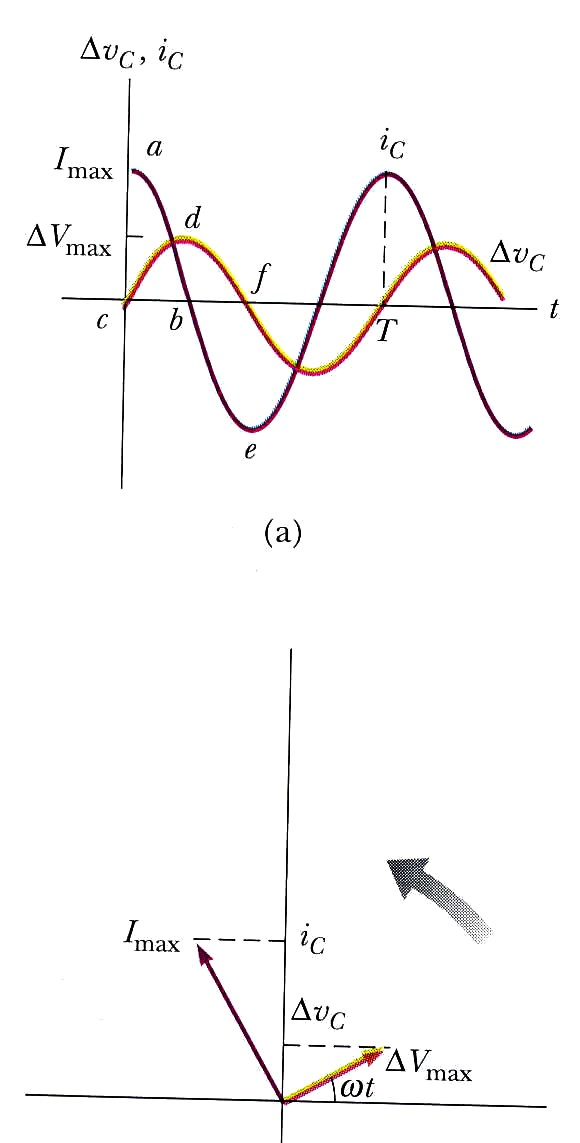 Δv_C, i_C
I_max
a
i_C
d
ΔV_max
f
Δv_C
c
b
T
t
e
(a)
I_max
i_C
Δv_C
ΔV_max
ωt